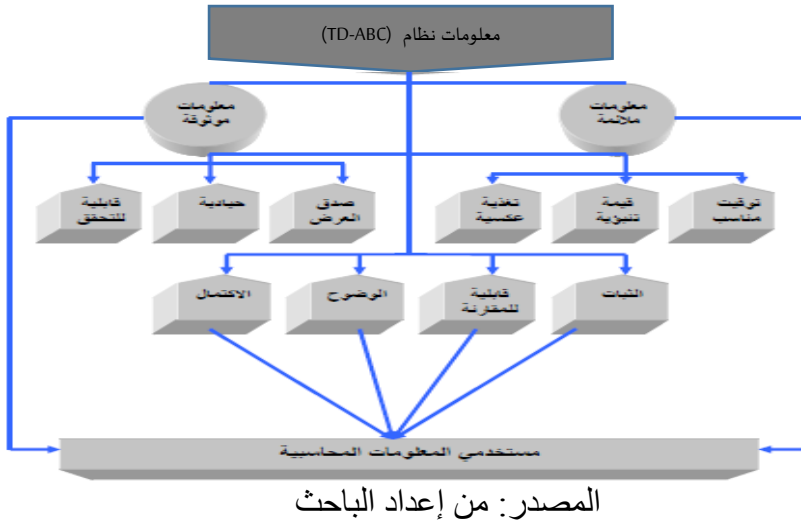 معلومات نظام (TD-ABC)
معلومات
ملائمة
معلومات
موثوقة
توقيت
مناسب
قيمة
تنبؤية
تغذية
عكسية
صدق
العرض
حيادية
قابلية
للتحقق
الثبات
قابلية
للمقارنة
الوضوح
الاكتمال
مستخدمي المعلومات المحاسبية
المصدر: من إعداد الباحث